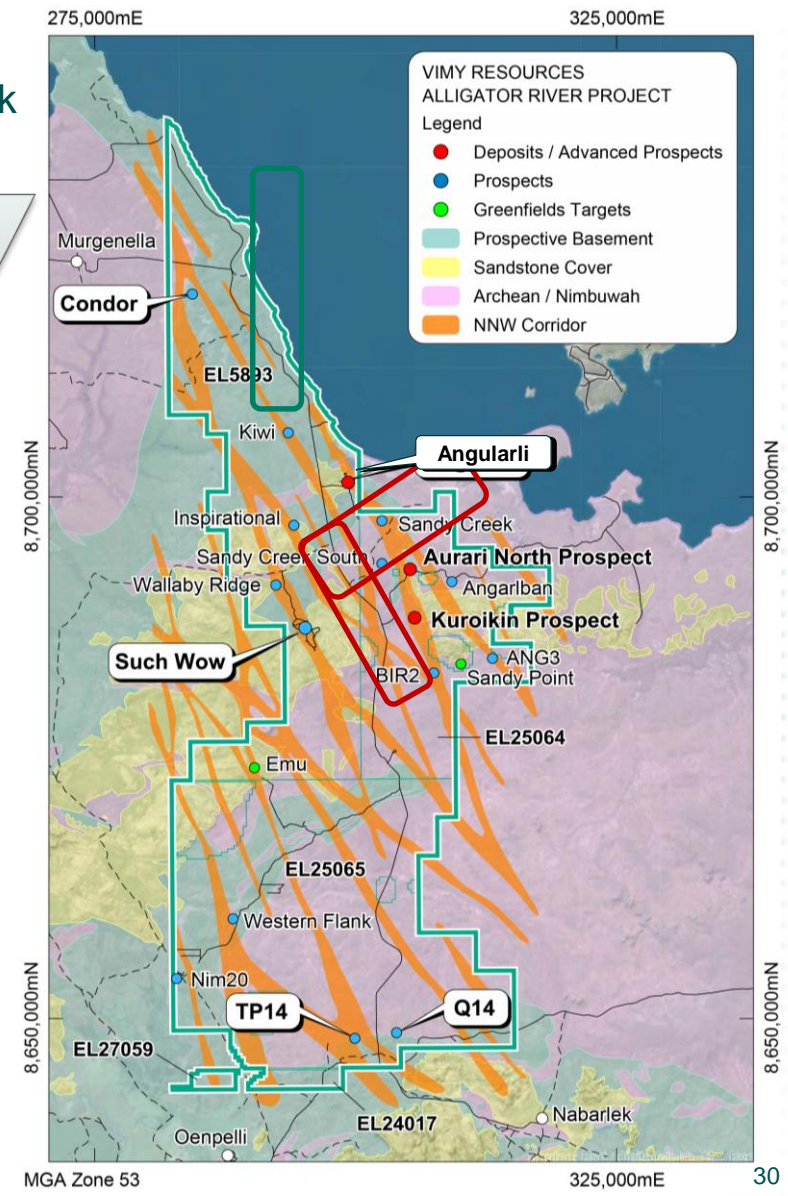 275,000mE
325,000mE
k
VIMY RESOURCES
ALLIGATOR RIVER PROJECT
Legend
Deposits / Advanced Prospects
Prospects
Greenfields Targets
Prospective Basement
Sandstone Cover
Archean / Nimbuwah
NNW Corridor
Murgenella
Condor
EL5893
Kiwi
Angularli
8,700,000mN
8,700,000mN
Inspirational
Sandy Creek
Sandy Creek South
Aurari North Prospect
Wallaby Ridge
Angarlban
Kuroikin Prospect
Such Wow
ANG3
BIR2
Sandy Point
EL25064
Emu
EL25065
Western Flank
Nim20
8,650,000mN
8,650,000mN
TP14
Q14
EL27059
EL24017
Nabarlek
Oenpelli
MGA Zone 53
325,000mE
30